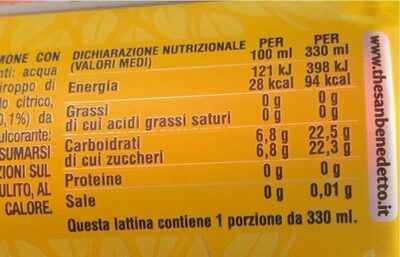 MONE CON
nti: acqua
iroppo di
do citrico,
0,1%) da
ulcorante:
SUMARSI
ZIONI SUL
ULITO, AL
CALORE.
DICHIARAZIONE NUTRIZIONALE PER PER
(VALORI MEDI) 100 ml 330 ml
Energia 121 kJ 398 kJ
28 kcal 94 kcal
Grassi 0 g 0 g
di cui acidi grassi saturi 0 g 0 g
Carboidrati 6,8 g 22,5 g
di cui zuccheri 6,8 g 22,3 g
Proteine 0 g 0 g
Sale 0 g 0,01 g
Questa lattina contiene 1 porzione da 330 ml.
www.thesanbenedetto.it